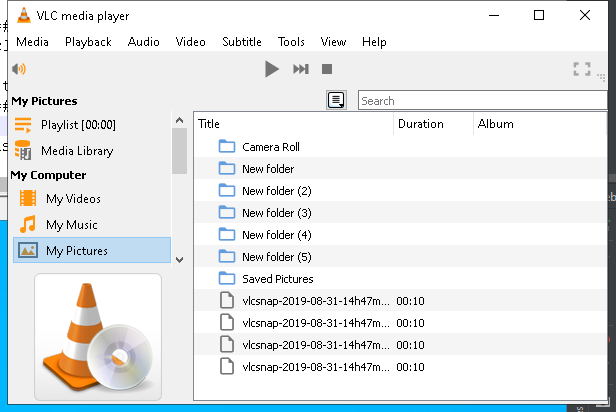 VLC media player
Media Playback Audio Video Subtitle Tools View Help
My Pictures
Search
Playlist [00:00]
Title Duration Album
Media Library
Camera Roll
My Computer
New folder
My Videos
New folder (2)
New folder (3)
My Music
New folder (4)
My Pictures
New folder (5)
Saved Pictures
vlcsnap-2019-08-31-14h47m... 00:10
vlcsnap-2019-08-31-14h47m... 00:10
vlcsnap-2019-08-31-14h47m... 00:10
vlcsnap-2019-08-31-14h47m... 00:10